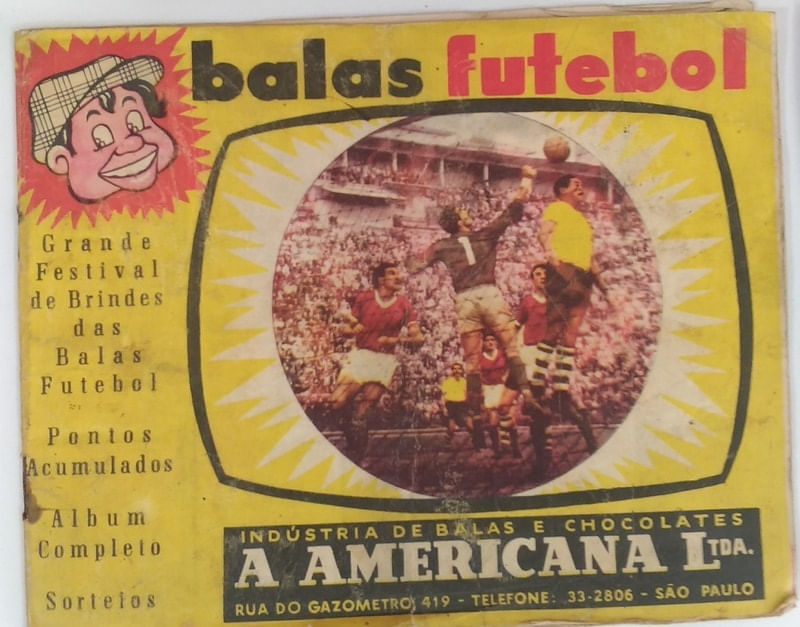 balas futebol
Grande
Festival
de Brindes
das
Balas
Futebol
Pontos
Acumulados
Album
Completo
Sorteios
1
INDÚSTRIA DE BALAS E CHOCOLATES
A AMERICANA LTDA.
RUA DO GAZOMETRO, 419 - TELEFONE: 33-2806 - SÃO PAULO